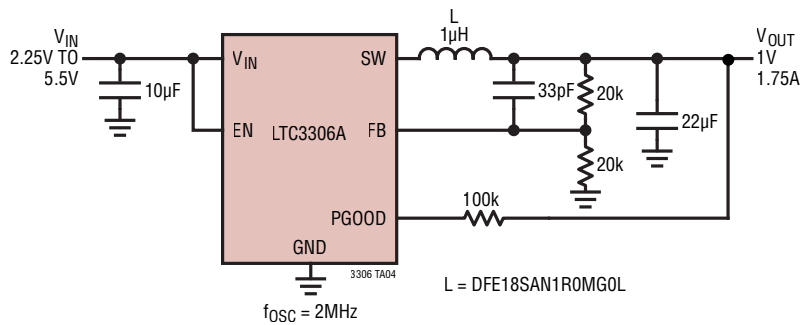 V_IN
2.25V TO
5.5V
10µF
V_IN
EN
LTC3306A
SW
FB
PGOOD
GND
L
1µH
33pF
20k
20k
22µF
V_OUT
1V
1.75A
100k
3306 TA04
L = DFE18SAN1R0MG0L
f_OSC = 2MHz